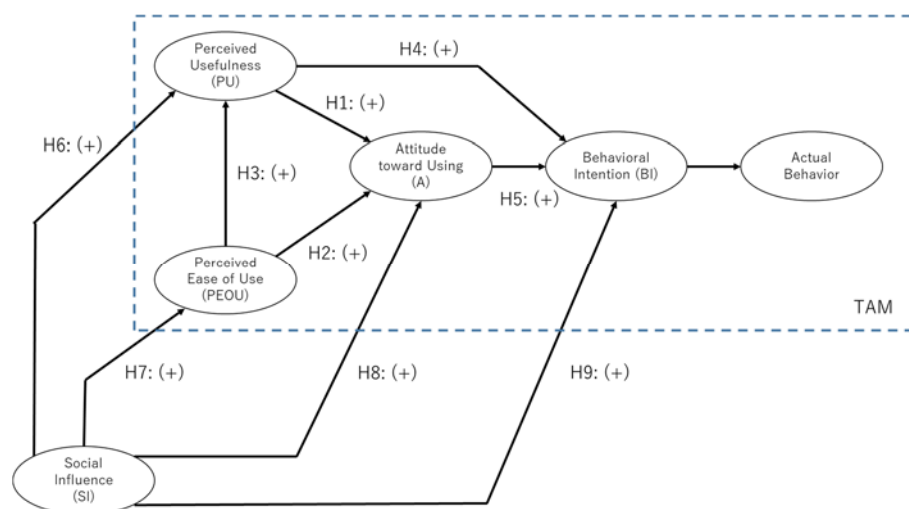 Perceived
Usefulness
(PU)
H4: (+)
H1: (+)
H6: (+)
Attitude
toward Using
(A)
Behavioral
Intention (BI)
Actual
Behavior
H3: (+)
H5: (+)
H2: (+)
Perceived
Ease of Use
(PEOU)
TAM
H7: (+)
H8: (+)
H9: (+)
Social
Influence
(SI)